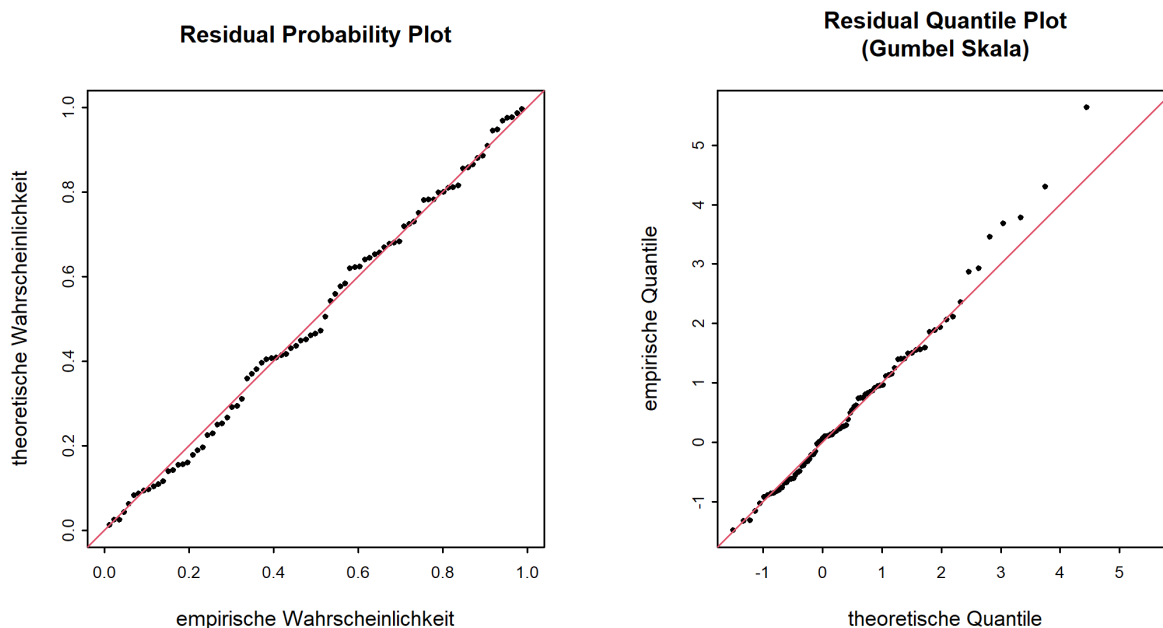 Residual Probability Plot
theoretische Wahrscheinlichkeit
1.0
0.8
0.6
0.4
0.2
0.0
0.0 0.2 0.4 0.6 0.8 1.0
empirische Wahrscheinlichkeit
Residual Quantile Plot
(Gumbel Skala)
empirische Quantile
5
4
3
2
1
0
-1
-1 0 1 2 3 4 5
theoretische Quantile